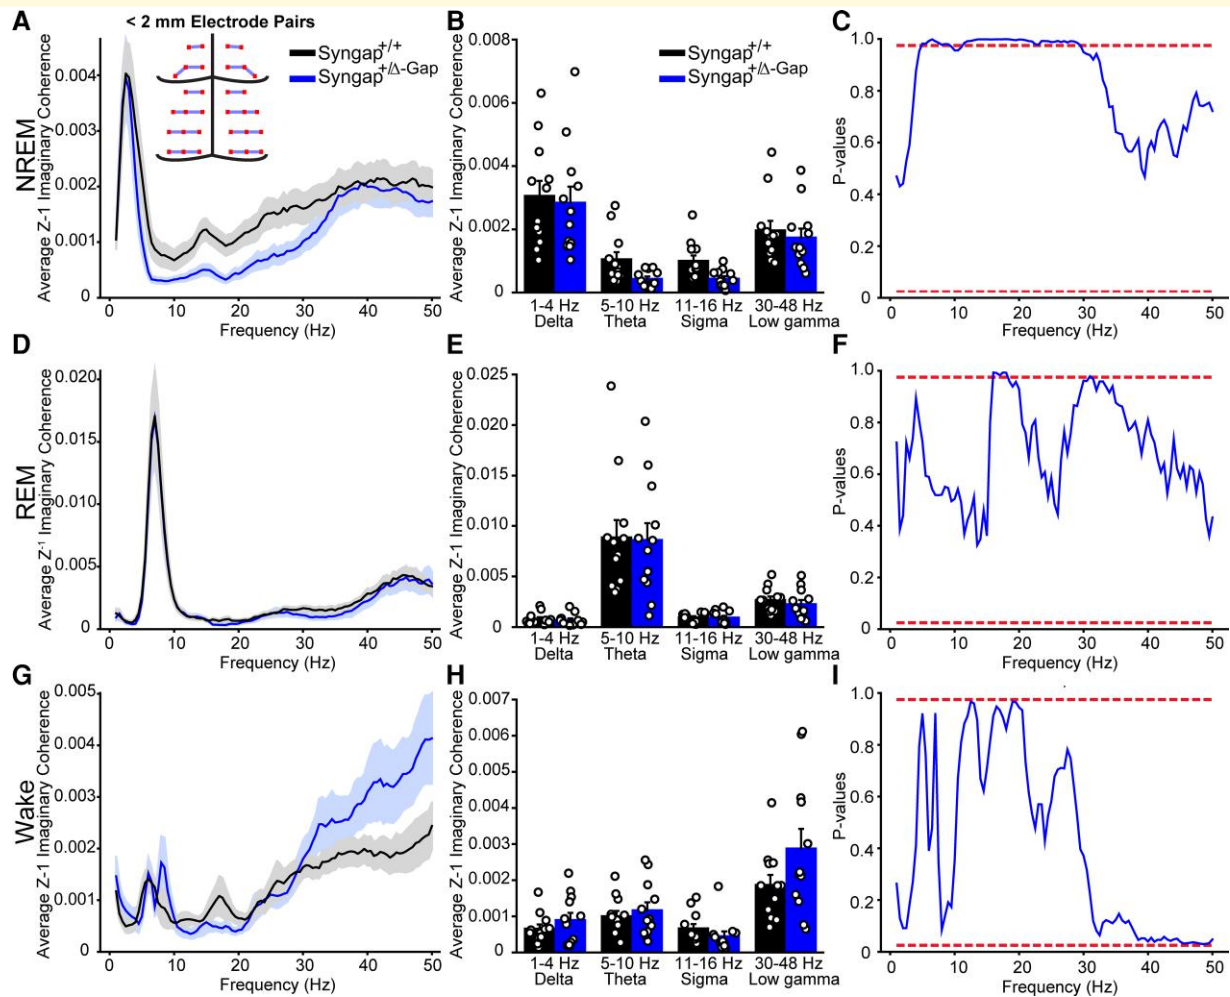 A
< 2 mm Electrode Pairs
Syngap+/+
Syngap+/Δ-Gap
NREM
Average Z-1 Imaginary Coherence
0.004
0.003
0.002
0.001
0
0 10 20 30 40 50
Frequency (Hz)
B
Syngap+/+
Syngap+/Δ-Gap
Average Z-1 Imaginary Coherence
0.008
0.006
0.004
0.002
0
1-4 Hz 5-10 Hz 11-16 Hz 30-48 Hz
Delta Theta Sigma Low gamma
C
P-values
1.0
0.8
0.6
0.4
0.2
0
0 10 20 30 40 50
Frequency (Hz)
D
REM
Average Z-1 Imaginary Coherence
0.020
0.015
0.010
0.005
0
0 10 20 30 40 50
Frequency (Hz)
E
Average Z-1 Imaginary Coherence
0.025
0.020
0.015
0.010
0.005
0
1-4 Hz 5-10 Hz 11-16 Hz 30-48 Hz
Delta Theta Sigma Low gamma
F
P-values
1.0
0.8
0.6
0.4
0.2
0
0 10 20 30 40 50
Frequency (Hz)
G
Wake
Average Z-1 Imaginary Coherence
0.005
0.004
0.003
0.002
0.001
0
0 10 20 30 40 50
Frequency (Hz)
H
Average Z-1 Imaginary Coherence
0.007
0.006
0.005
0.004
0.003
0.002
0.001
0
1-4 Hz 5-10 Hz 11-16 Hz 30-48 Hz
Delta Theta Sigma Low gamma
I
P-values
1.0
0.8
0.6
0.4
0.2
0
0 10 20 30 40 50
Frequency (Hz)